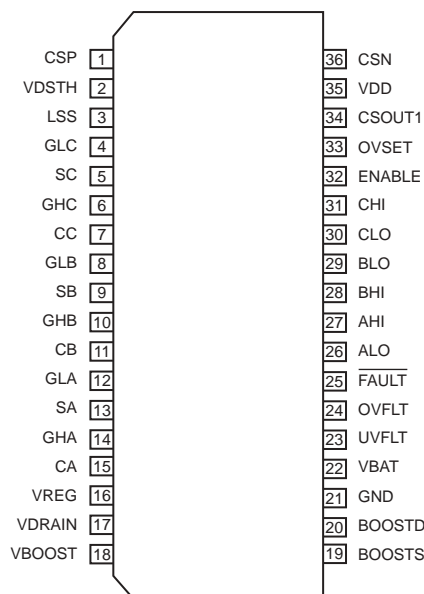 CSP 1
VDSTH 2
LSS 3
GLC 4
SC 5
GHC 6
CC 7
GLB 8
SB 9
GHB 10
CB 11
GLA 12
SA 13
GHA 14
CA 15
VREG 16
VDRAIN 17
VBOOST 18
36 CSN
35 VDD
34 CSOUT1
33 OVSET
32 ENABLE
31 CHI
30 CLO
29 BLO
28 BHI
27 AHI
26 ALO
25 FAULT
24 OVFLT
23 UVFLT
22 VBAT
21 GND
20 BOOSTD
19 BOOSTS